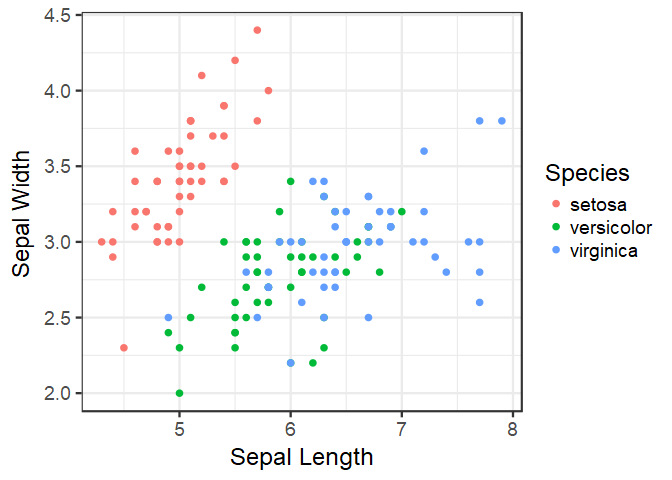 4.5
4.0
3.5
3.0
2.5
2.0
Sepal Width
5 6 7 8
Sepal Length
Species
setosa
versicolor
virginica